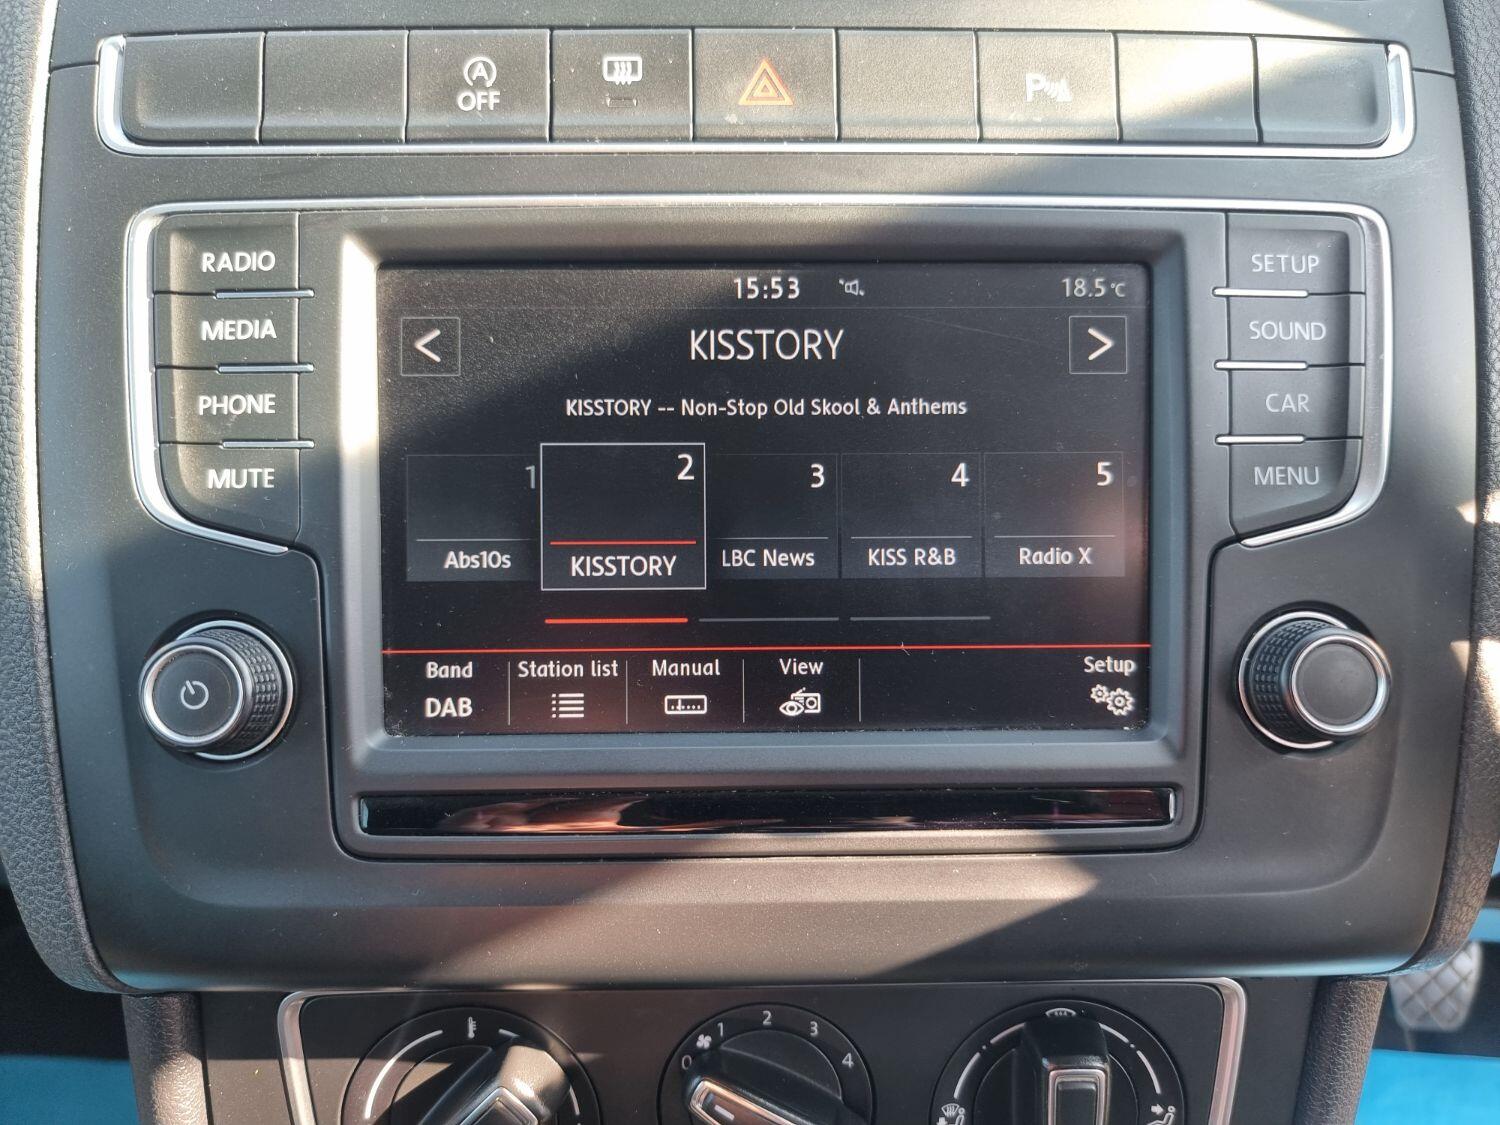 A
OFF
P
RADIO
MEDIA
PHONE
MUTE
15:53
18.5°C
<
KISSTORY
>
KISSTORY -- Non-Stop Old Skool & Anthems
1
2
3
4
5
Abs10s
KISSTORY
LBC News
KISS R&B
Radio X
Band
Station list
Manual
View
Setup
DAB
SETUP
SOUND
CAR
MENU
0 1 2 3 4